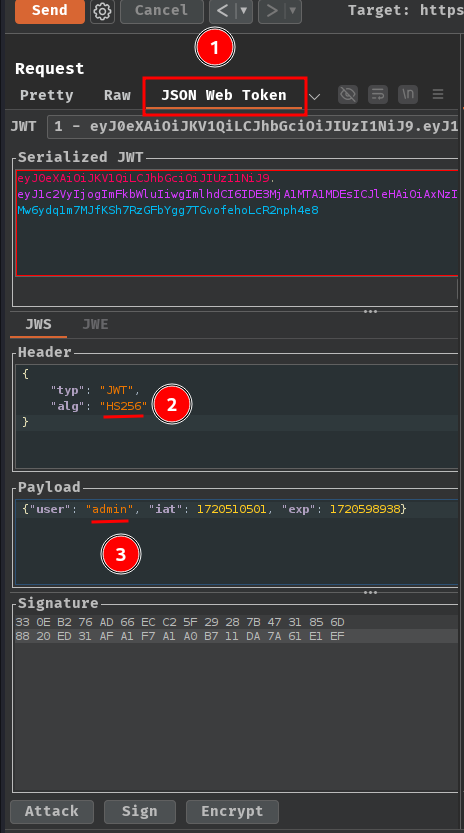 Send Cancel < > Target: https
1
Request
Pretty Raw JSON Web Token \n
JWT 1 - eyJ0eXAiOiJKV1QiLCJhbGciOiJIUzI1NiJ9.eyJ1
Serialized JWT
eyJ0eXAiOiJKV1QiLCJhbGciOiJIUzI1NiJ9.
eyJ1c2VyIjogImFkbWluIiwgImlhdCI6IDE3MjA1MTA1MDEsICJleHAiOiAxNzI
Mw6ydq1m7MJfKSh7RzGFbYgg7TGvofehoLcR2nph4e8
JWS JWE
Header
{
"typ": "JWT",
"alg": "HS256" 2
}
Payload
{"user": "admin", "iat": 1720510501, "exp": 1720598938}
3
Signature
33 0E B2 76 AD 66 EC C2 5F 29 28 7B 47 31 85 6D
88 20 ED 31 AF A1 F7 A1 A0 B7 11 DA 7A 61 E1 EF
Attack Sign Encrypt